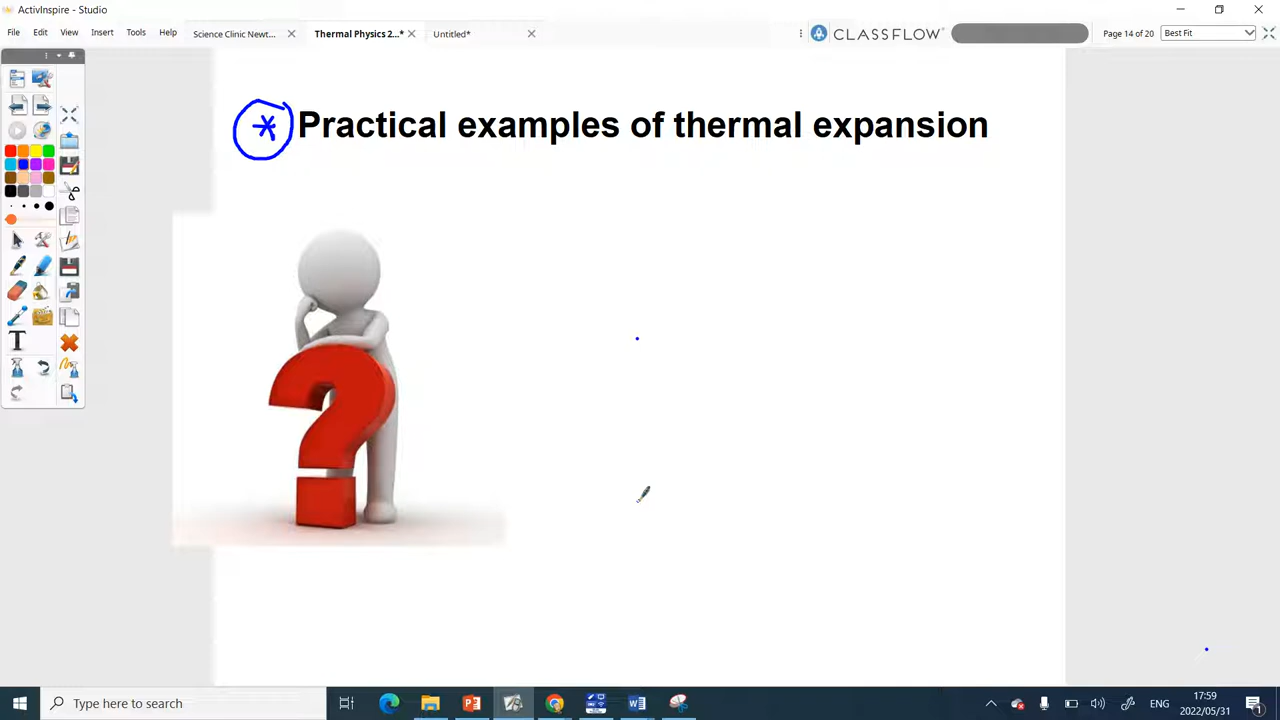 ActivInspire - Studio
File Edit View Insert Tools Help
Science Clinic Newt...
Thermal Physics 2...*
Untitled*
CLASSFLOW
Page 14 of 20
Best Fit
* Practical examples of thermal expansion
?
T
Type here to search
ENG
17:59
2022/05/31
1